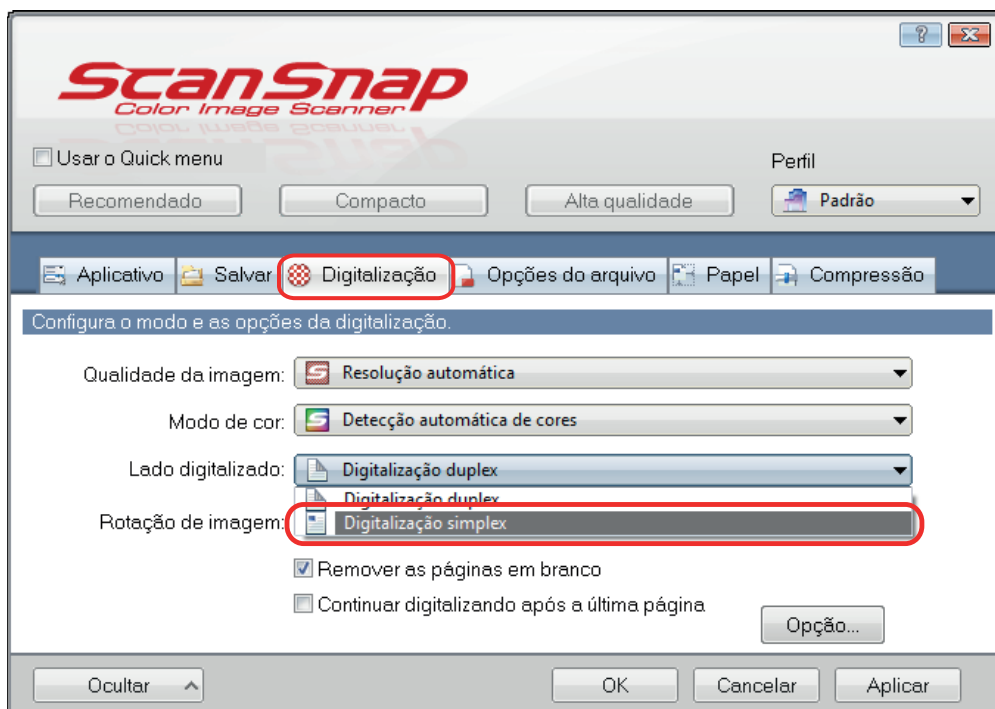 ScanSnap
Color Image Scanner
Usar o Quick menu
Perfil
Recomendado Compacto Alta qualidade Padrão
Aplicativo Salvar Digitalização Opções do arquivo Papel Compressão
Configura o modo e as opções da digitalização.
Qualidade da imagem: Resolução automática
Modo de cor: Detecção automática de cores
Lado digitalizado: Digitalização duplex
Digitalização duplex
Rotação de imagem: Digitalização simplex
Remover as páginas em branco
Continuar digitalizando após a última página
Opção...
Ocultar OK Cancelar Aplicar